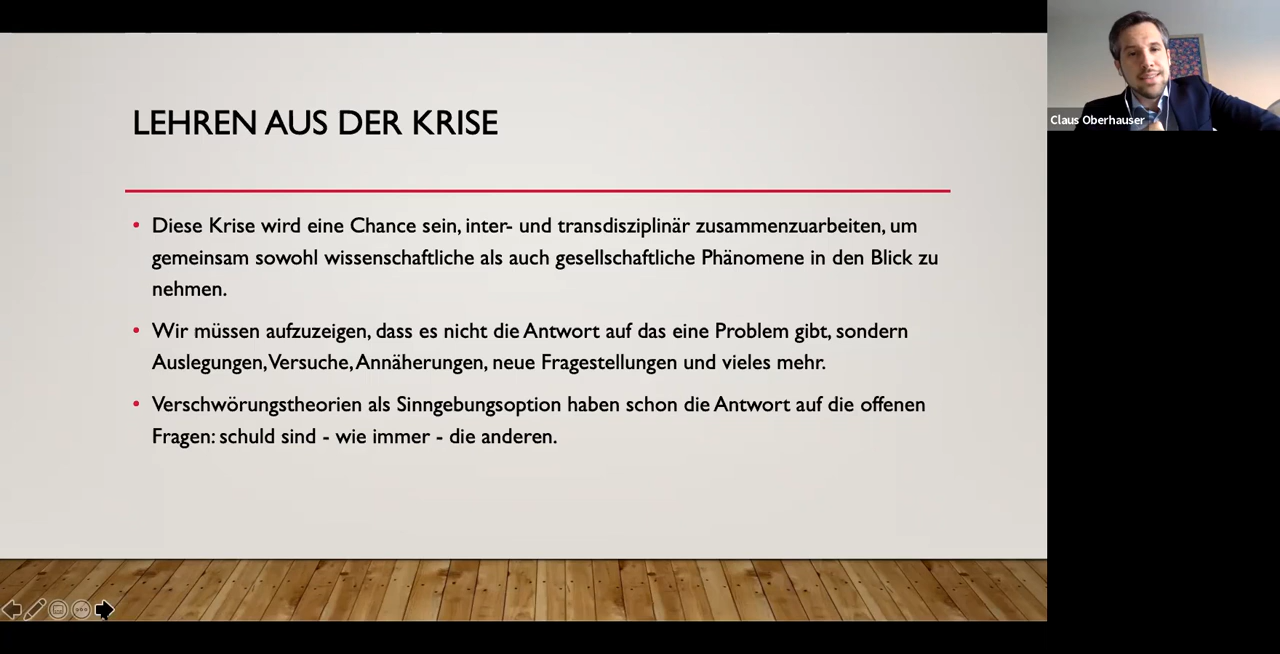 LEHREN AUS DER KRISE
• Diese Krise wird eine Chance sein, inter- und transdisziplinär zusammenzuarbeiten, um
gemeinsam sowohl wissenschaftliche als auch gesellschaftliche Phänomene in den Blick zu
nehmen.
• Wir müssen aufzuzeigen, dass es nicht die Antwort auf das eine Problem gibt, sondern
Auslegungen, Versuche, Annäherungen, neue Fragestellungen und vieles mehr.
• Verschwörungstheorien als Sinngebungsoption haben schon die Antwort auf die offenen
Fragen: schuld sind - wie immer - die anderen.
Claus Oberhauser